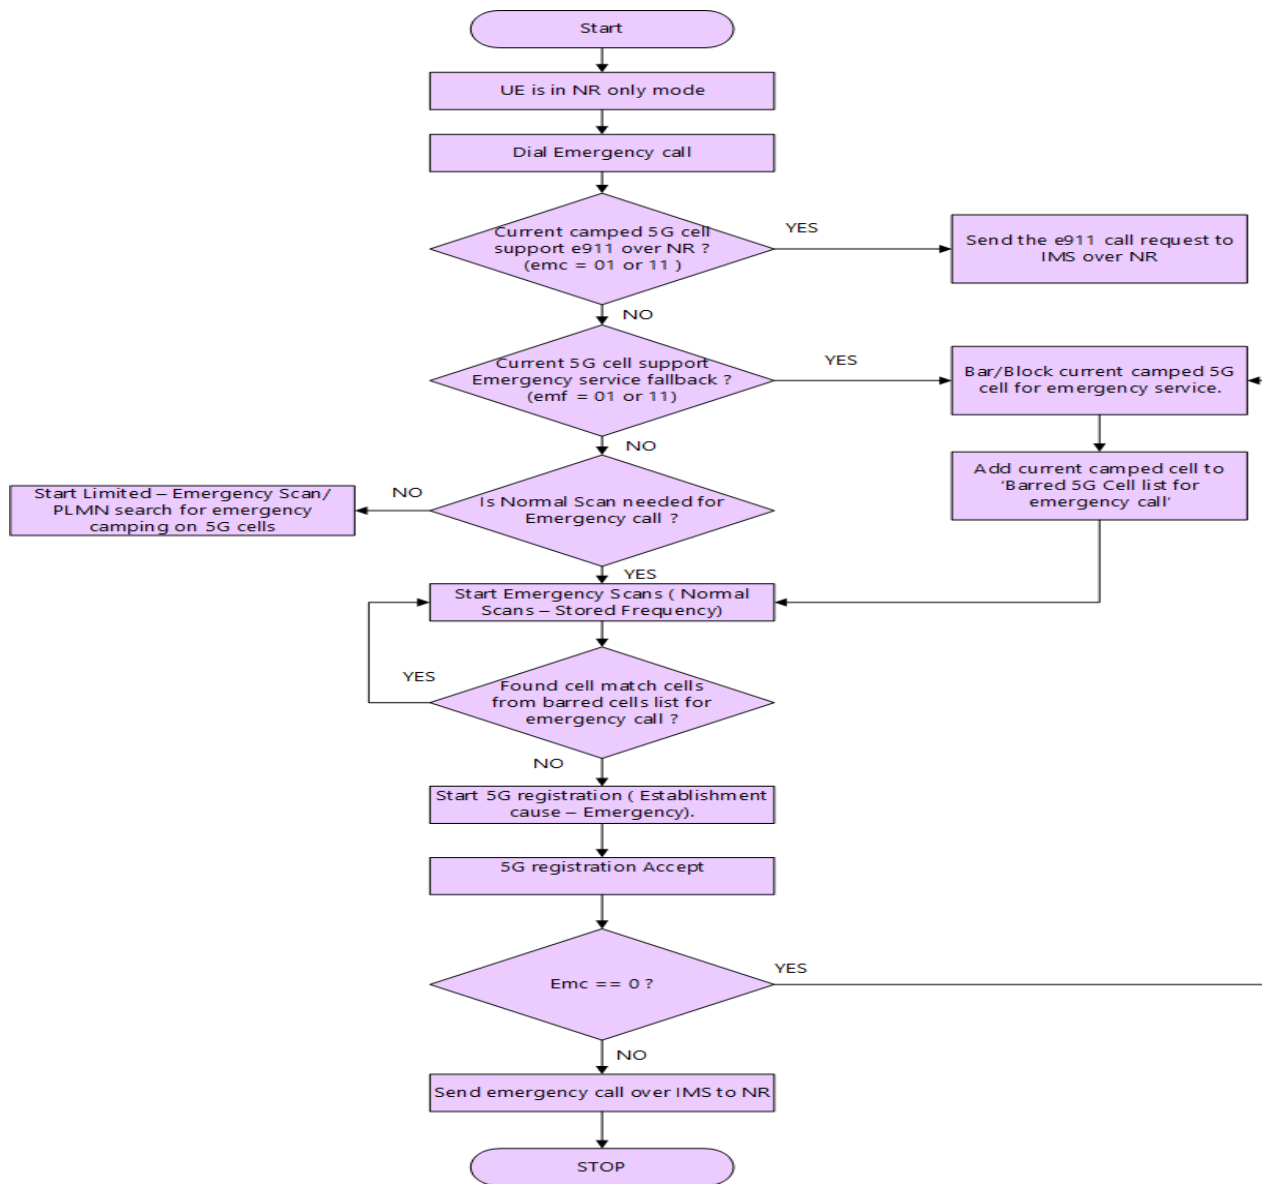 Start
UE is in NR only mode
Dial Emergency call
Current camped 5G cell
support e911 over NR ?
(emc = 01 or 11 )
YES
Send the e911 call request to
IMS over NR
NO
Current 5G cell support
Emergency service fallback ?
(emf = 01 or 11)
YES
Bar/Block current camped 5G
cell for emergency service.
NO
Add current camped cell to
‘Barred 5G Cell list for
emergency call’
Is Normal Scan needed for
Emergency call ?
NO
Start Limited – Emergency Scan/
PLMN search for emergency
camping on 5G cells
YES
Start Emergency Scans ( Normal
Scans – Stored Frequency)
YES
Found cell match cells
from barred cells list for
emergency call ?
NO
Start 5G registration ( Establishment
cause – Emergency).
5G registration Accept
Emc == 0 ?
YES
NO
Send emergency call over IMS to NR
STOP